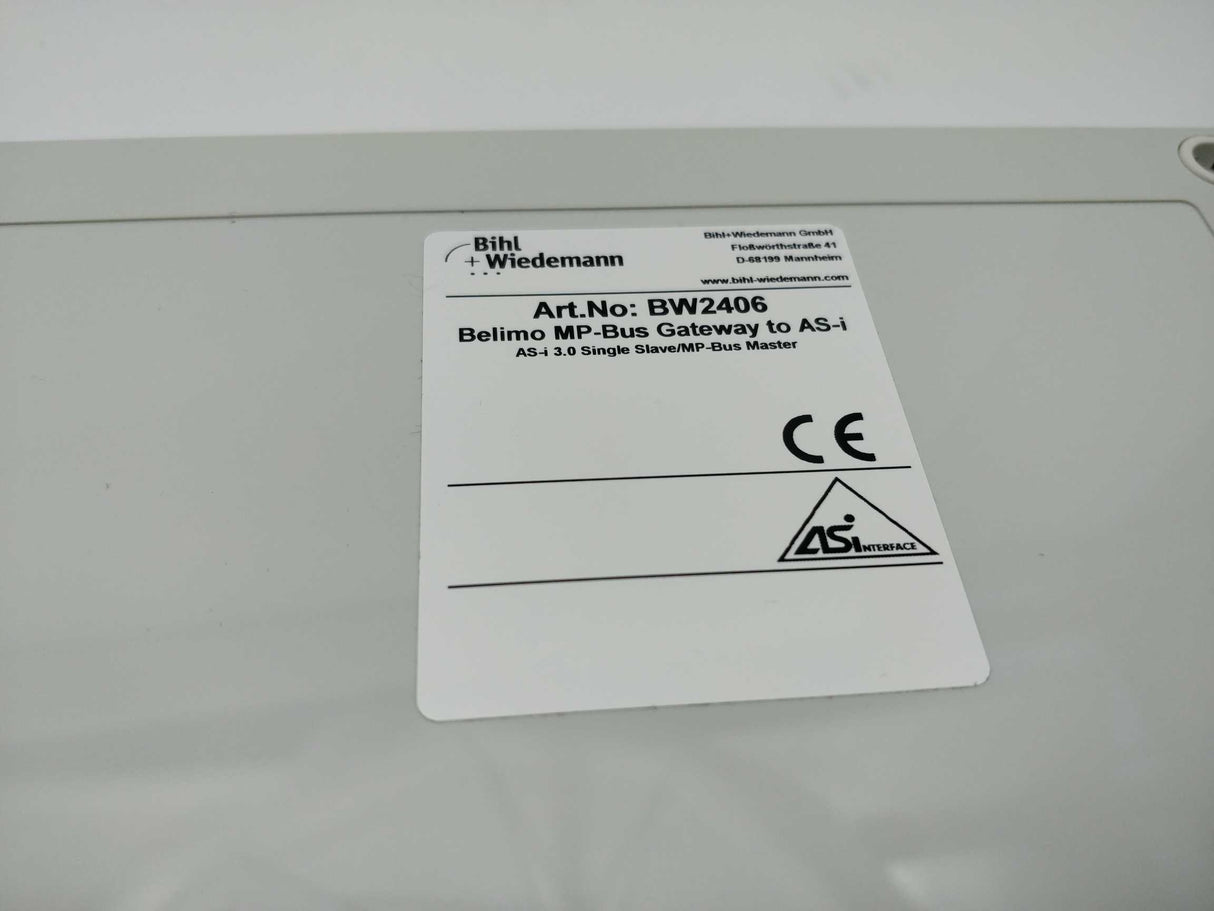 Bihl
+ Wiedemann
Bihl+Wiedemann GmbH
Floßwörthstraße 41
D-68199 Mannheim
www.bihl-wiedemann.com
Art.No: BW2406
Belimo MP-Bus Gateway to AS-i
AS-i 3.0 Single Slave/MP-Bus Master
CE
ASi INTERFACE